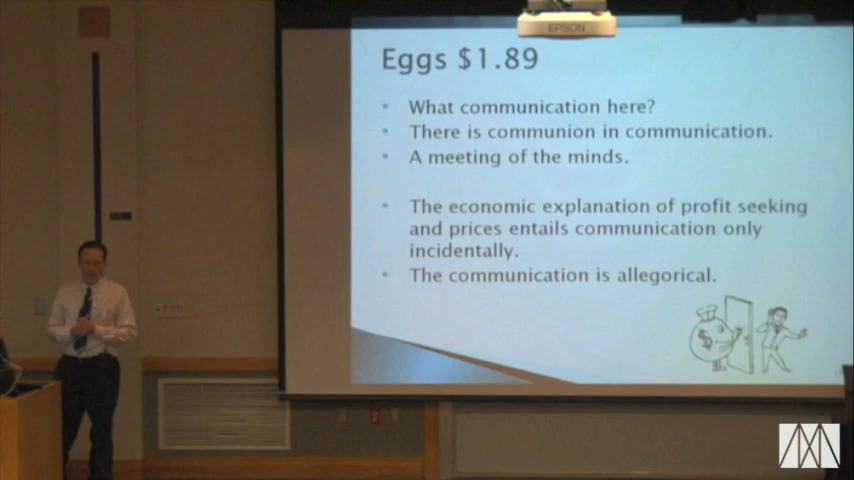 EPSON
Eggs $1.89
• What communication here?
• There is communion in communication.
• A meeting of the minds.
• The economic explanation of profit seeking
and prices entails communication only
incidentally.
• The communication is allegorical.
$